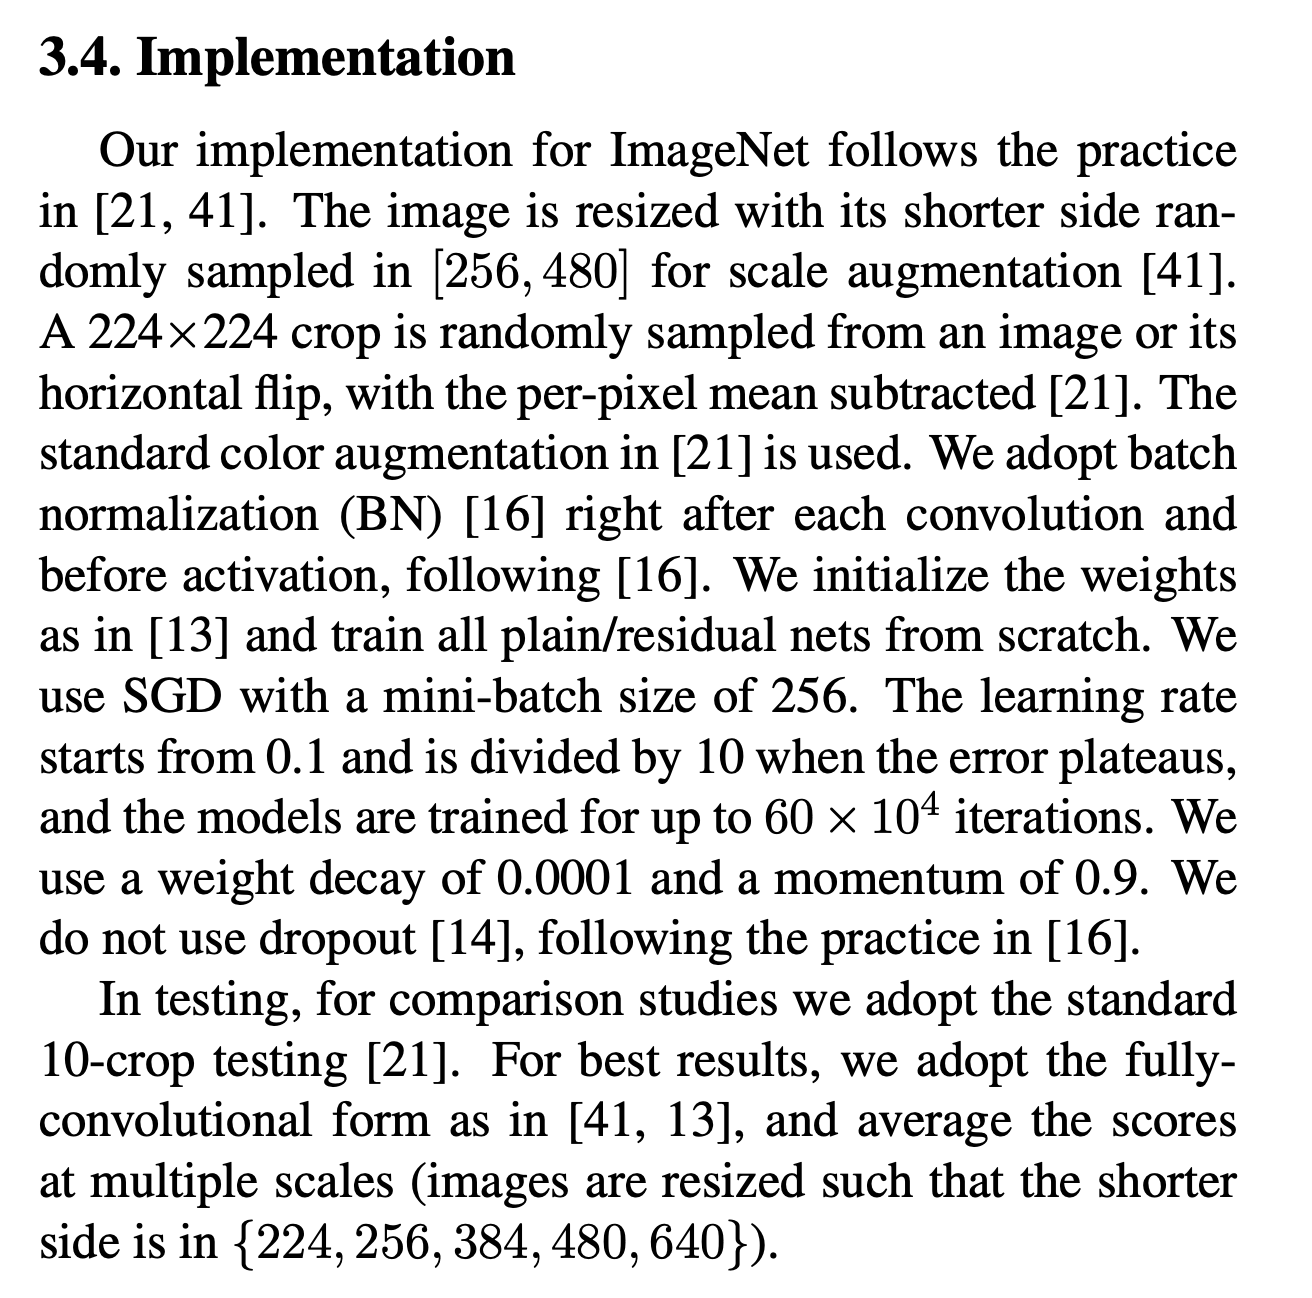 3.4. Implementation
Our implementation for ImageNet follows the practice
in [21, 41]. The image is resized with its shorter side ran-
domly sampled in [256, 480] for scale augmentation [41].
A 224×224 crop is randomly sampled from an image or its
horizontal flip, with the per-pixel mean subtracted [21]. The
standard color augmentation in [21] is used. We adopt batch
normalization (BN) [16] right after each convolution and
before activation, following [16]. We initialize the weights
as in [13] and train all plain/residual nets from scratch. We
use SGD with a mini-batch size of 256. The learning rate
starts from 0.1 and is divided by 10 when the error plateaus,
and the models are trained for up to 60 × 10⁴ iterations. We
use a weight decay of 0.0001 and a momentum of 0.9. We
do not use dropout [14], following the practice in [16].
In testing, for comparison studies we adopt the standard
10-crop testing [21]. For best results, we adopt the fully-
convolutional form as in [41, 13], and average the scores
at multiple scales (images are resized such that the shorter
side is in {224, 256, 384, 480, 640}).